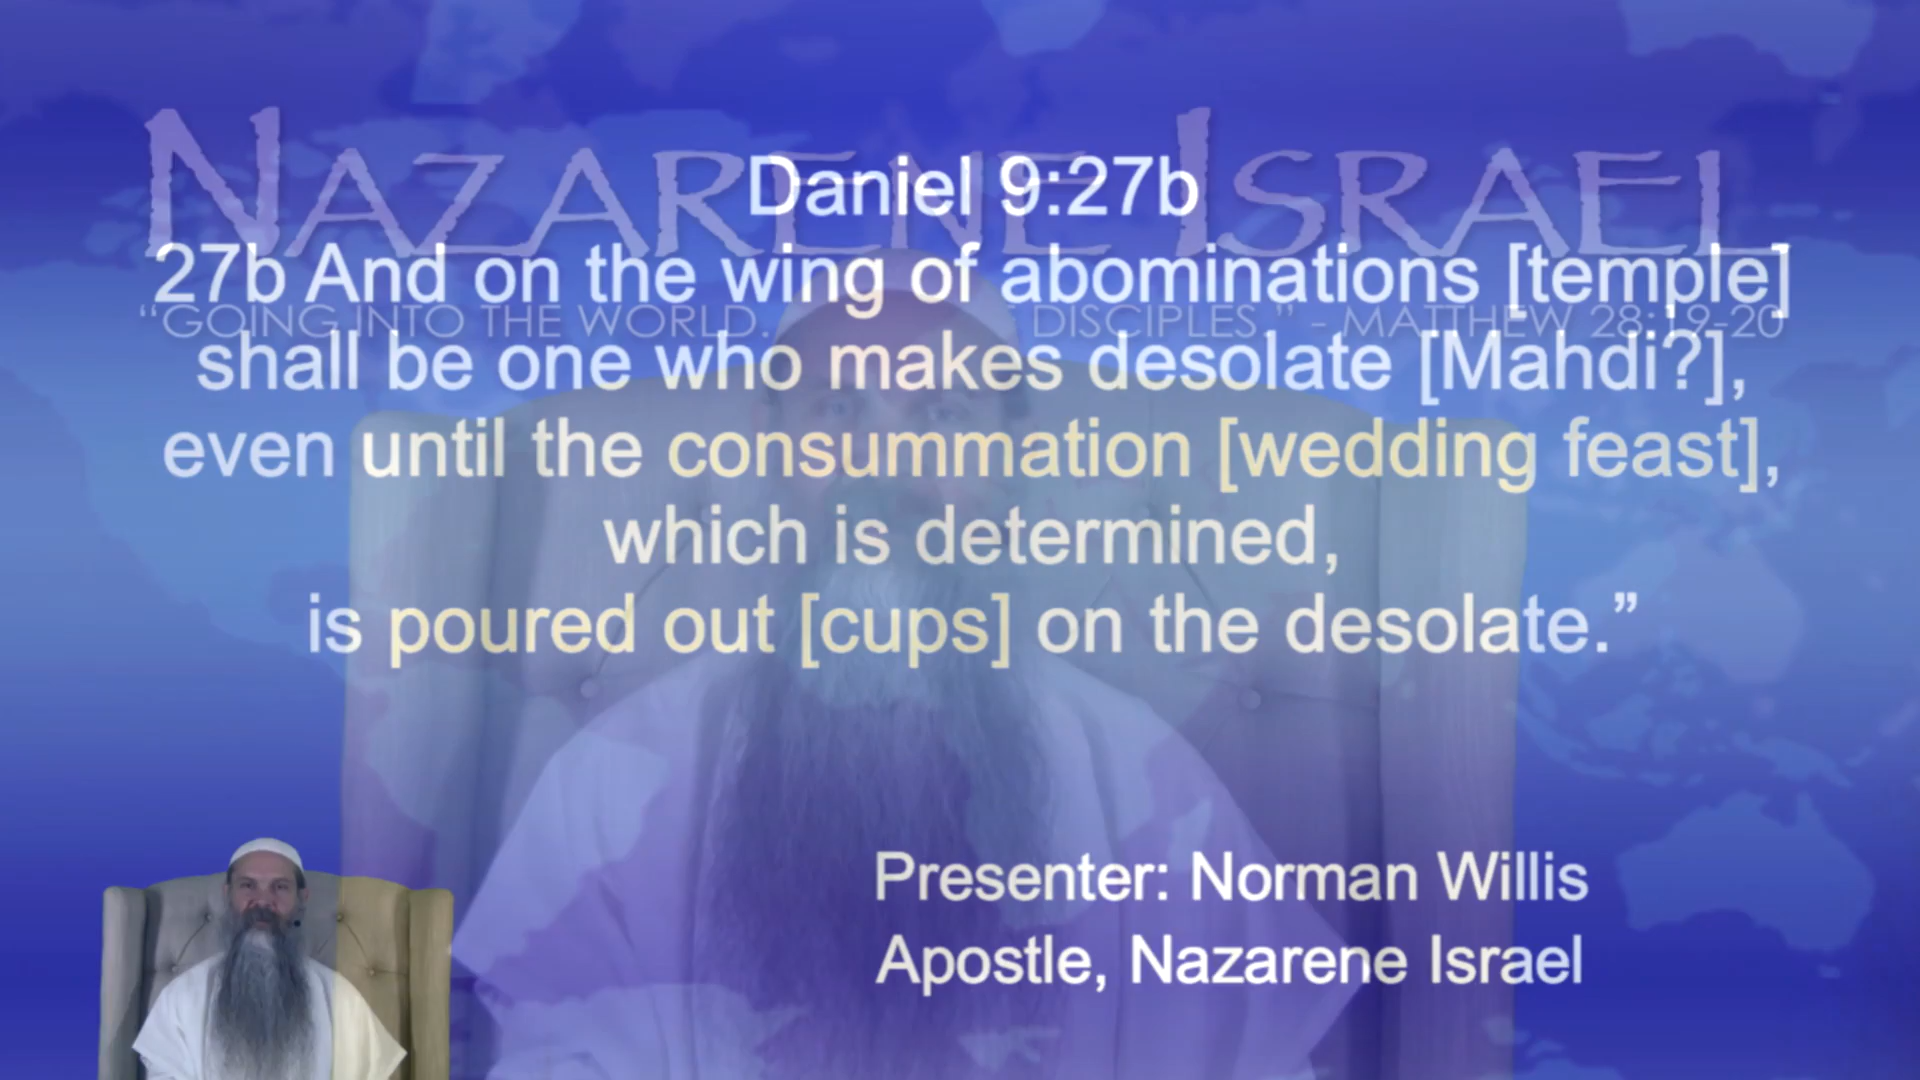 NAZARENE ISRAEL
Daniel 9:27b
27b And on the wing of abominations [temple]
"GOING INTO THE WORLD. DISCIPLES." - MATTHEW 28:19-20
shall be one who makes desolate [Mahdi?],
even until the consummation [wedding feast],
which is determined,
is poured out [cups] on the desolate.”
Presenter: Norman Willis
Apostle, Nazarene Israel